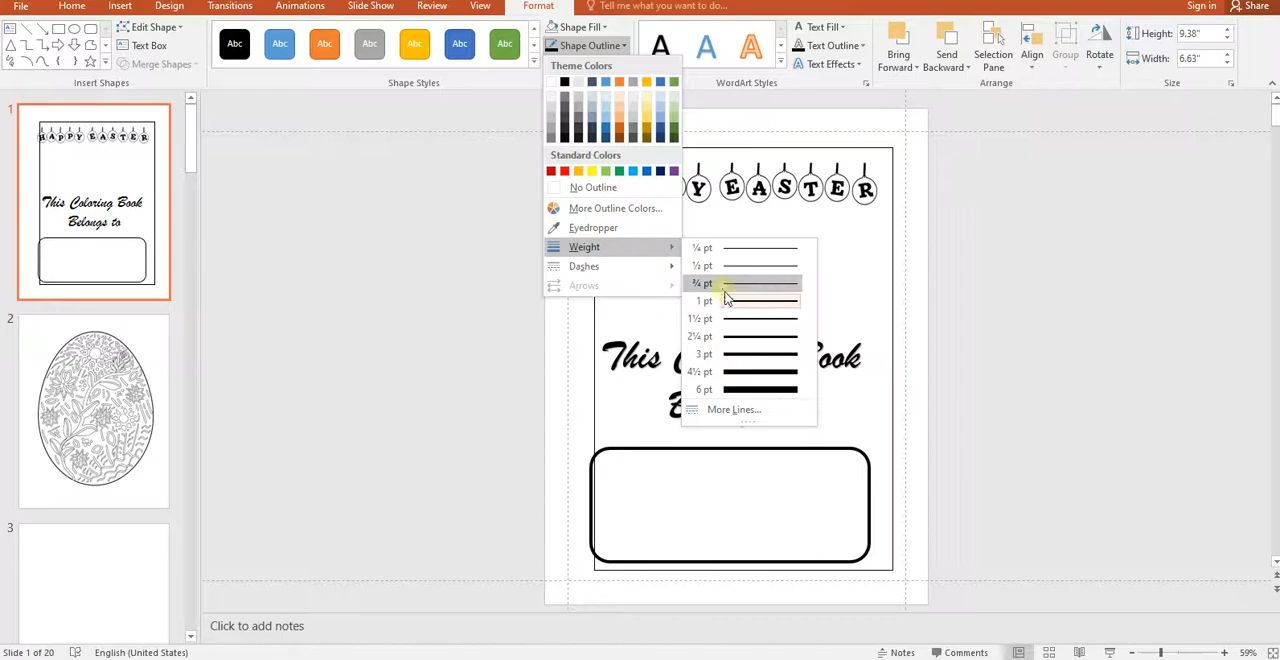 File Home Insert Design Transitions Animations Slide Show Review View Format Tell me what you want to do... Sign in Share
Edit Shape
Text Box
Merge Shapes
Insert Shapes
Abc Abc Abc Abc Abc Abc Abc
Shape Styles
Shape Fill
Shape Outline
A A A
WordArt Styles
Text Fill
Text Outline
Text Effects
Bring Forward
Send Backward
Selection Pane
Align
Group
Rotate
Arrange
Height: 9.38"
Width: 6.63"
Size
Theme Colors
Standard Colors
No Outline
More Outline Colors...
Eyedropper
Weight
Dashes
Arrows
¼ pt
½ pt
¾ pt
1 pt
1½ pt
2¼ pt
3 pt
4½ pt
6 pt
More Lines...
1
HAPPY EASTER
This Coloring Book
Belongs to
2
3
Y EASTER
This C ook
B
Click to add notes
Slide 1 of 20 English (United States) Notes Comments 59%